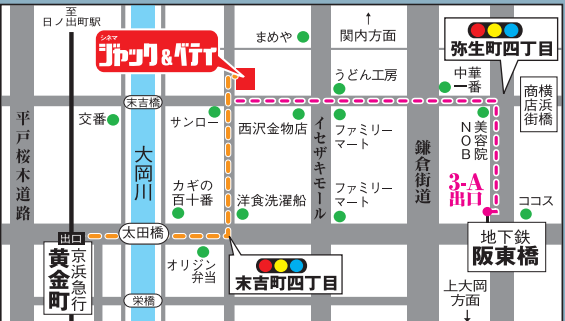 至
日ノ出町駅
シネマ
ジャック&ベティ
まめや
↑
関内方面
弥生町四丁目
うどん工房
中華
一番
横浜橋
商店街
末吉橋
交番
サンロー
西沢金物店
ファミリー
マート
美容院
NOB
平戸桜木道路
大岡川
イセザキモール
鎌倉街道
カギの
百十番
洋食洗濯船
ファミリー
マート
3-A
出口
ココス
出口
太田橋
京浜急行
黄金町
オリジン
弁当
末吉町四丁目
地下鉄
阪東橋
栄橋
上大岡
方面
↓